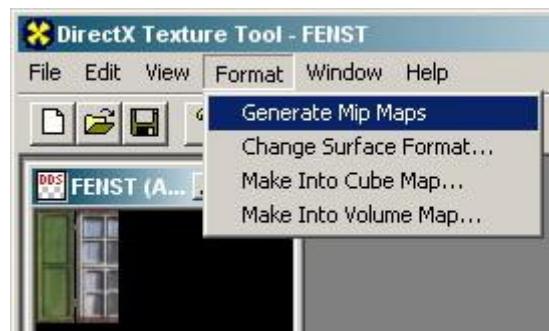 DirectX Texture Tool - FENST
File Edit View Format Window Help
Generate Mip Maps
Change Surface Format...
Make Into Cube Map...
Make Into Volume Map...
DDS FENST (A...